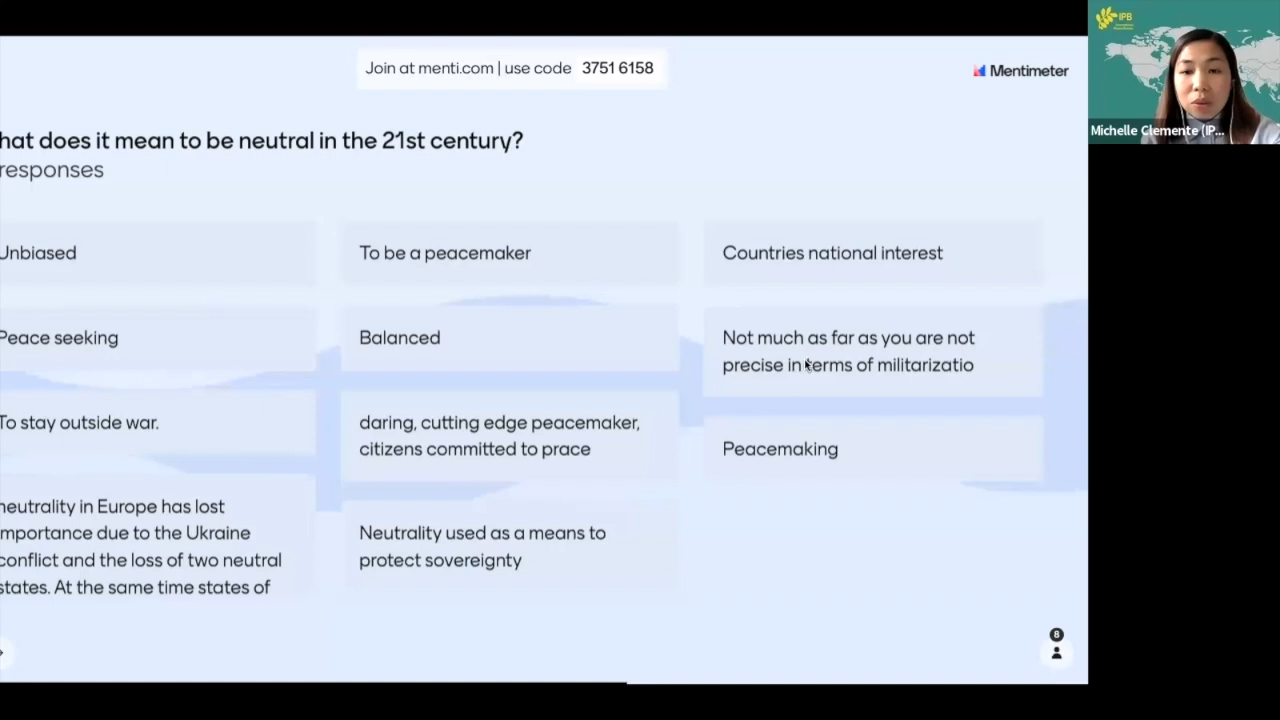 Join at menti.com | use code 3751 6158
Mentimeter
IPB
Michelle Clemente (IP...
hat does it mean to be neutral in the 21st century?
responses
Unbiased
To be a peacemaker
Countries national interest
Peace seeking
Balanced
Not much as far as you are not
precise in terms of militarizatio
To stay outside war.
daring, cutting edge peacemaker,
citizens committed to prace
Peacemaking
neutrality in Europe has lost
mportance due to the Ukraine
conflict and the loss of two neutral
states. At the same time states of
Neutrality used as a means to
protect sovereignty
8